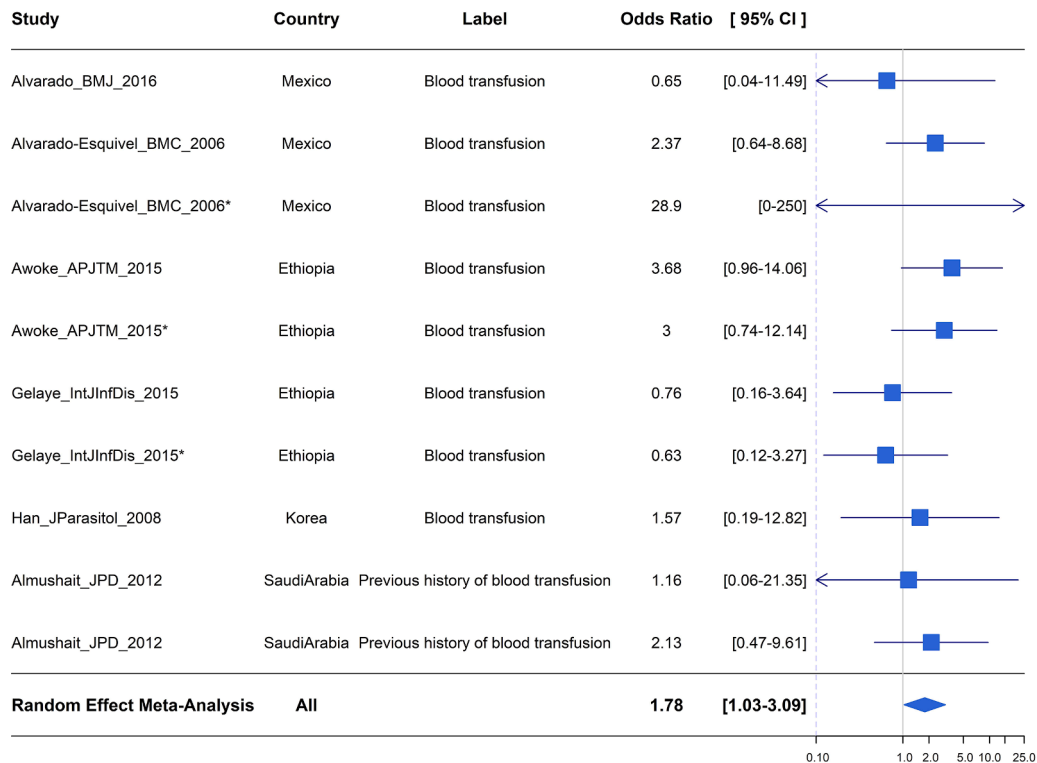 Study Country Label Odds Ratio [ 95% CI ]
Alvarado_BMJ_2016 Mexico Blood transfusion 0.65 [0.04-11.49]
Alvarado-Esquivel_BMC_2006 Mexico Blood transfusion 2.37 [0.64-8.68]
Alvarado-Esquivel_BMC_2006* Mexico Blood transfusion 28.9 [0-250]
Awoke_APJTM_2015 Ethiopia Blood transfusion 3.68 [0.96-14.06]
Awoke_APJTM_2015* Ethiopia Blood transfusion 3 [0.74-12.14]
Gelaye_IntJInfDis_2015 Ethiopia Blood transfusion 0.76 [0.16-3.64]
Gelaye_IntJInfDis_2015* Ethiopia Blood transfusion 0.63 [0.12-3.27]
Han_JParasitol_2008 Korea Blood transfusion 1.57 [0.19-12.82]
Almushait_JPD_2012 SaudiArabia Previous history of blood transfusion 1.16 [0.06-21.35]
Almushait_JPD_2012 SaudiArabia Previous history of blood transfusion 2.13 [0.47-9.61]
Random Effect Meta-Analysis All 1.78 [1.03-3.09]
0.10 1.0 2.0 5.0 10.0 25.0